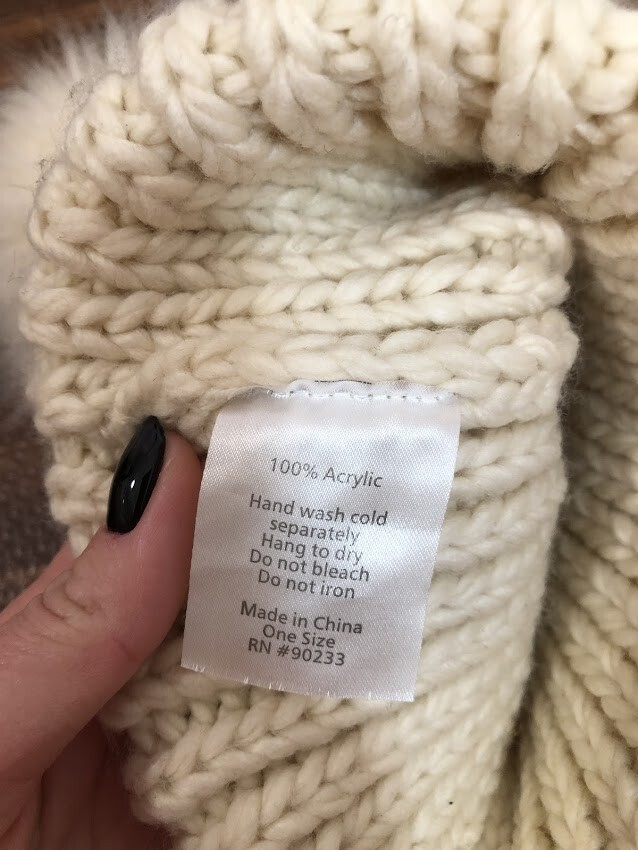 100% Acrylic
Hand wash cold
separately
Hang to dry
Do not bleach
Do not iron
Made in China
One Size
RN #90233